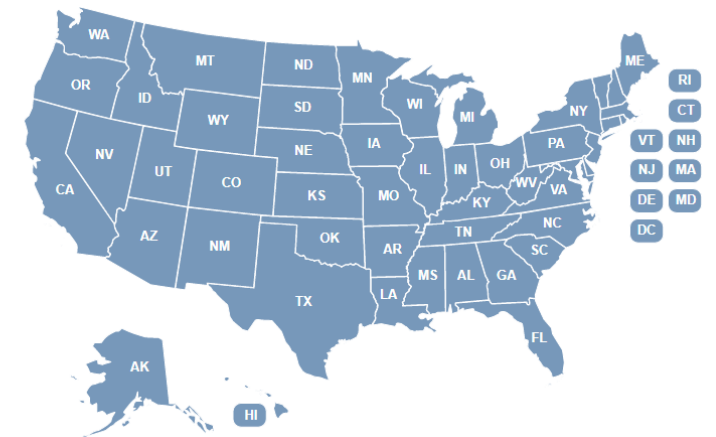 WA
MT
ND
MN
ME
OR
ID
SD
WI
MI
NY
RI
WY
CT
NV
NE
IA
PA
VT
NH
UT
CO
IL
IN
OH
NJ
MA
CA
KS
MO
WV
VA
KY
DE
MD
AZ
NM
OK
AR
TN
NC
DC
SC
TX
LA
MS
AL
GA
FL
AK
HI